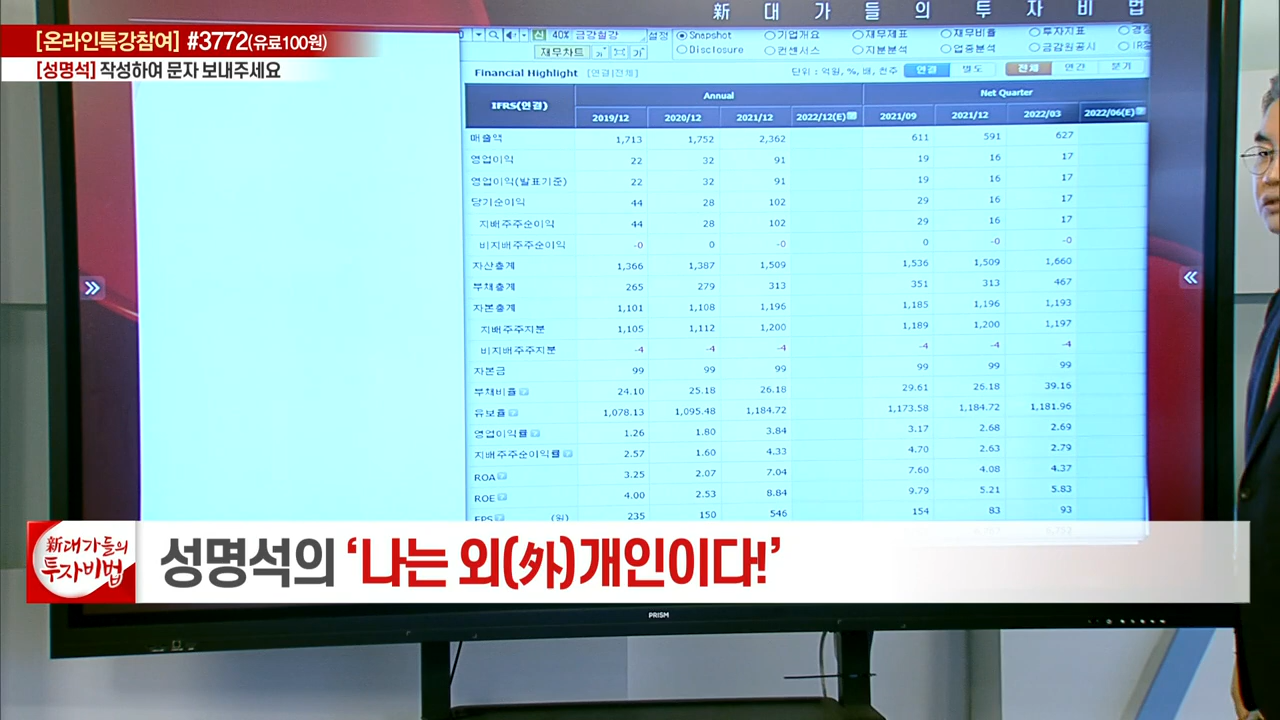 [온라인특강참여] #3772(유료100원)
[성명석] 작성하여 문자 보내주세요
新 대 가 들 의 투 자 비 법
신 40% 금강철강 설정 Snapshot 기업개요 재무제표 재무비율 투자지표
재무차트 Disclosure 컨센서스 지분분석 업종분석 금감원공시
Financial Highlight [연결|전체] 단위 : 억원, %, 배, 천주 연결 별도 전체 연간 분기
IFRS(연결) Annual Net Quarter
2019/12 2020/12 2021/12 2022/12(E) 2021/09 2021/12 2022/03 2022/06(E)
매출액 1,713 1,752 2,362 611 591 627
영업이익 22 32 91 19 16 17
영업이익(발표기준) 22 32 91 19 16 17
당기순이익 44 28 102 29 16 17
지배주주순이익 44 28 102 29 16 17
비지배주주순이익 -0 0 -0 0 -0 -0
자산총계 1,366 1,387 1,509 1,536 1,509 1,660
부채총계 265 279 313 351 313 467
자본총계 1,101 1,108 1,196 1,185 1,196 1,193
지배주주지분 1,105 1,112 1,200 1,189 1,200 1,197
비지배주주지분 -4 -4 -4 -4 -4 -4
자본금 99 99 99 99 99 99
부채비율 24.10 25.18 26.18 29.61 26.18 39.16
유보율 1,078.13 1,095.48 1,184.72 1,173.58 1,184.72 1,181.96
영업이익률 1.26 1.80 3.84 3.17 2.68 2.69
지배주주순이익률 2.57 1.60 4.33 4.70 2.63 2.79
ROA 3.25 2.07 7.04 7.60 4.08 4.37
ROE 4.00 2.53 8.84 9.79 5.21 5.83
EPS (원) 235 150 546 154 83 93
新대가들의
투자비법
성명석의 ‘나는 외(外)개인이다!’
PRISM